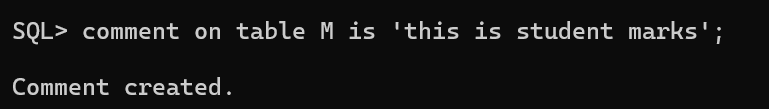 SQL> comment on table M is 'this is student marks';
Comment created.